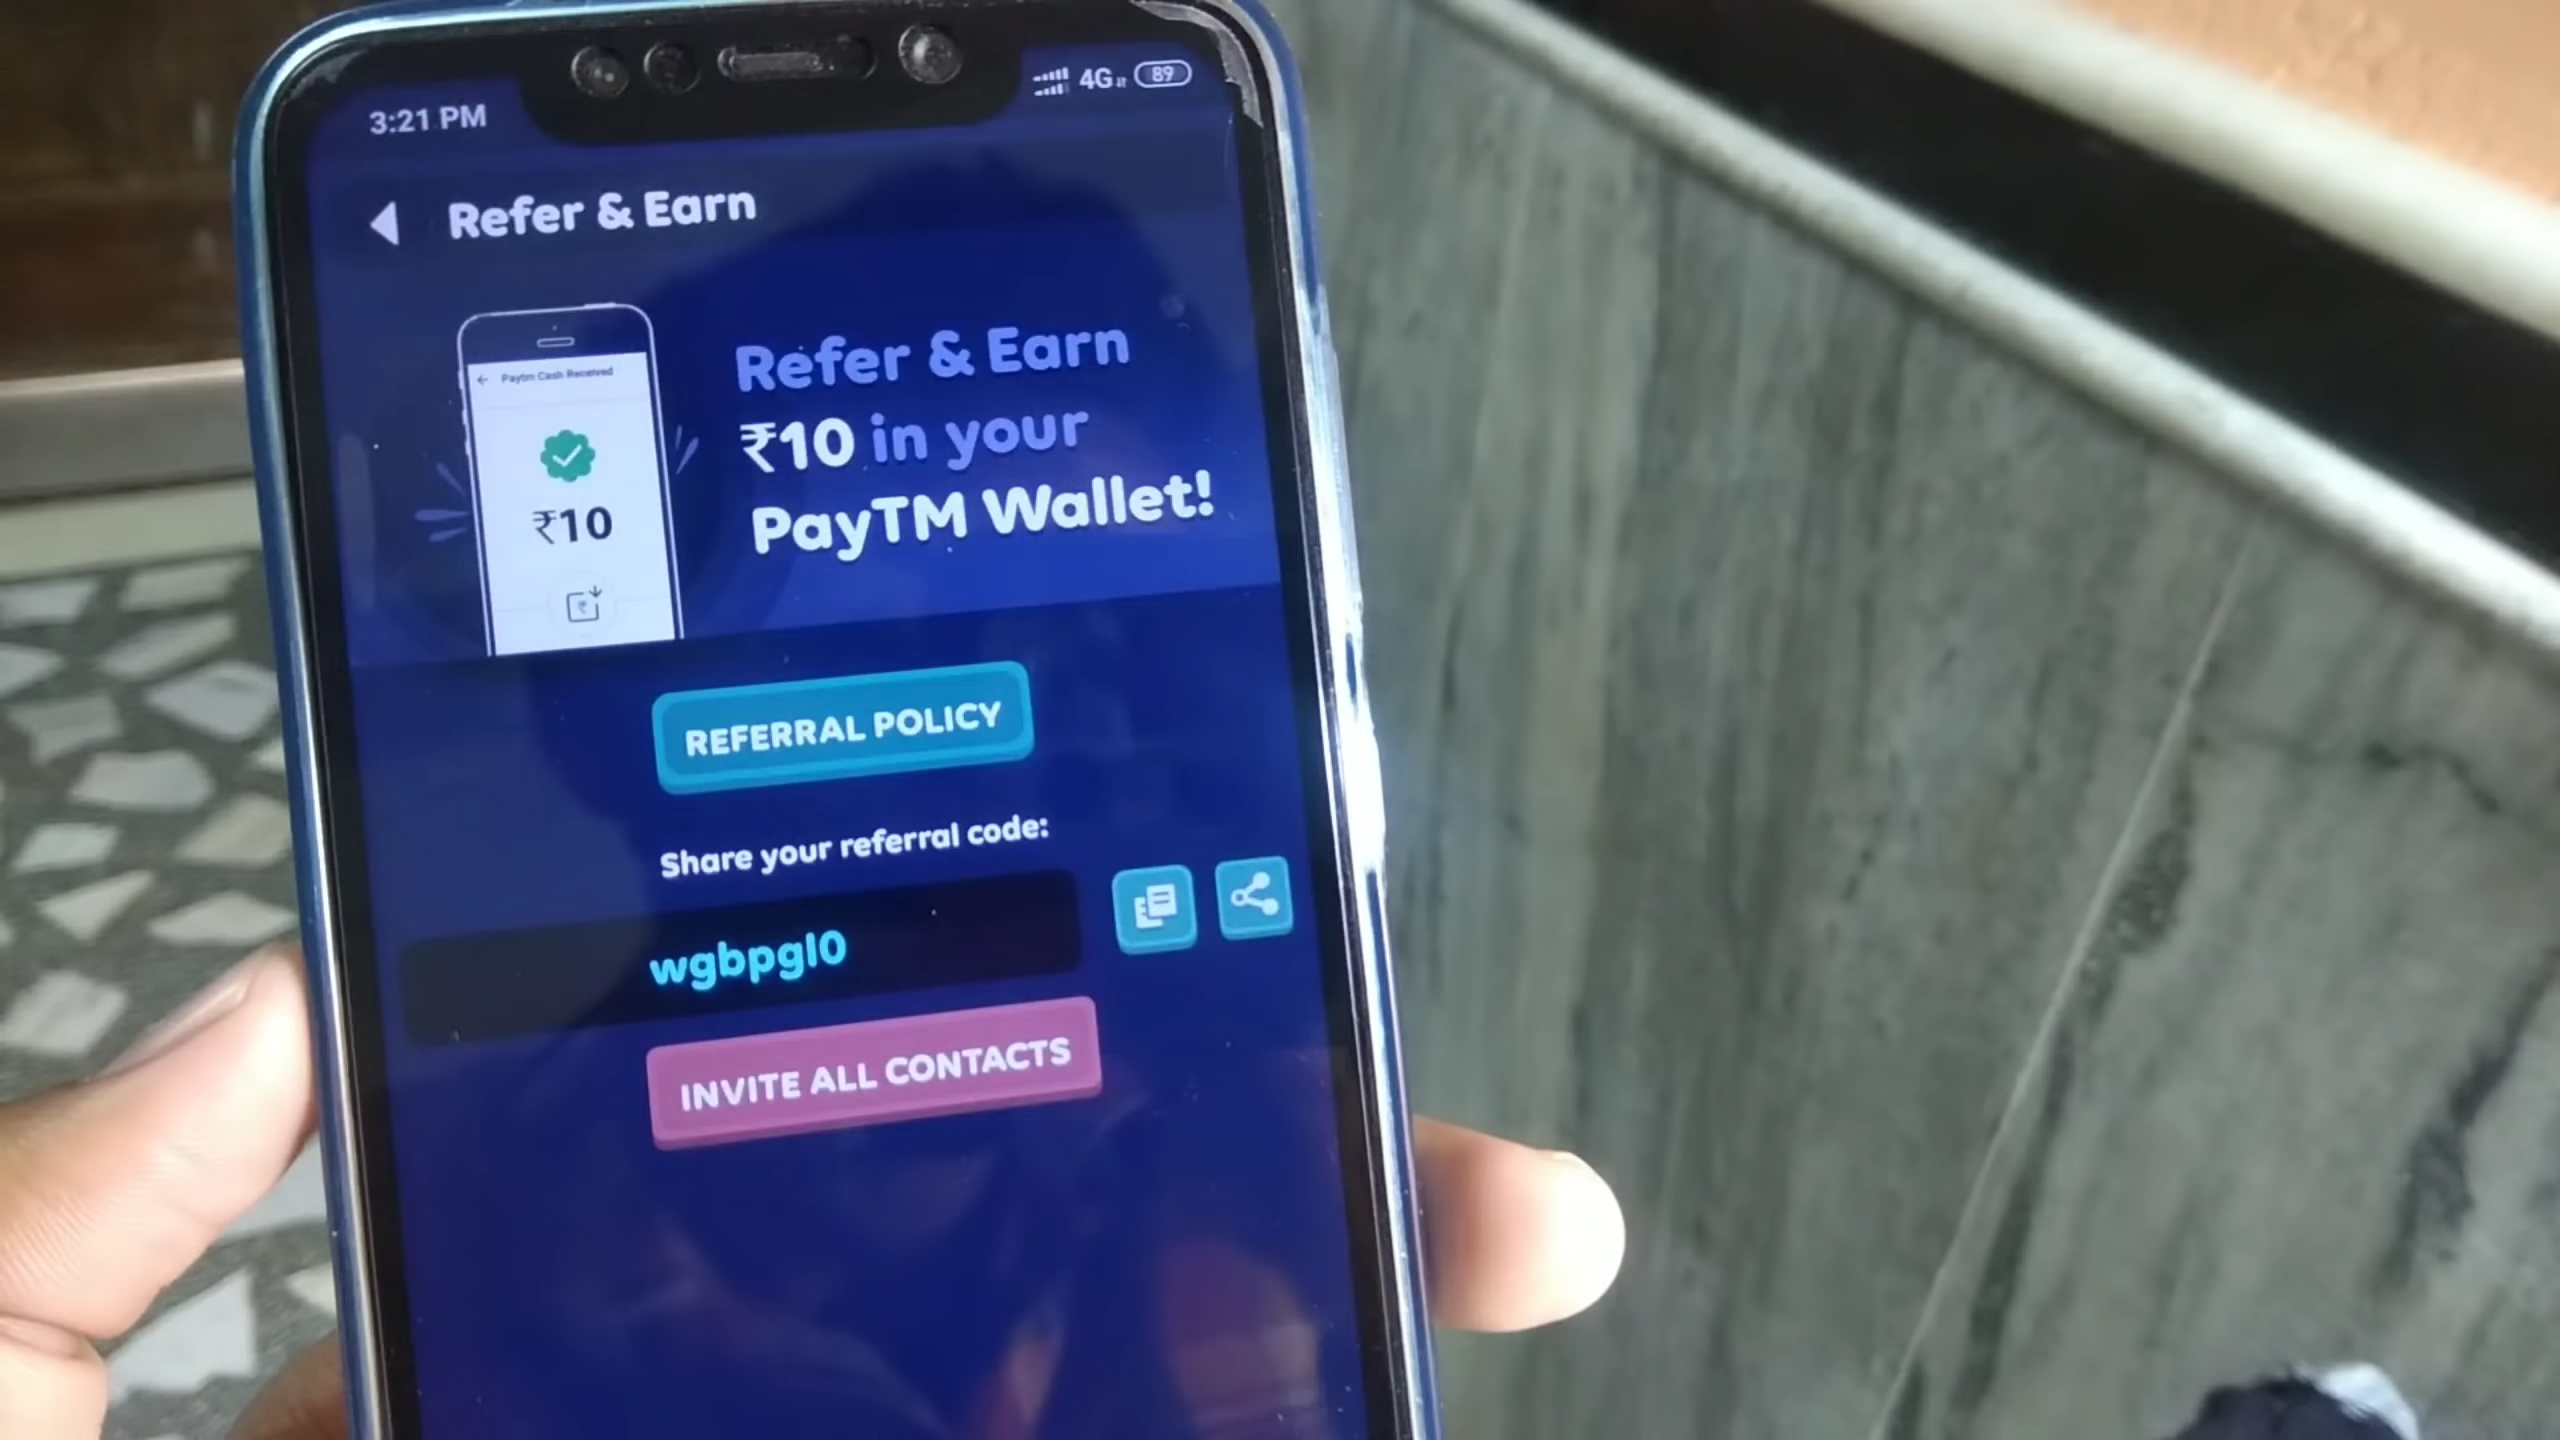 3:21 PM
4G 89
Refer & Earn
Paytm Cash Received
₹10
Refer & Earn
₹10 in your
PayTM Wallet!
REFERRAL POLICY
Share your referral code:
wgbpgl0
INVITE ALL CONTACTS